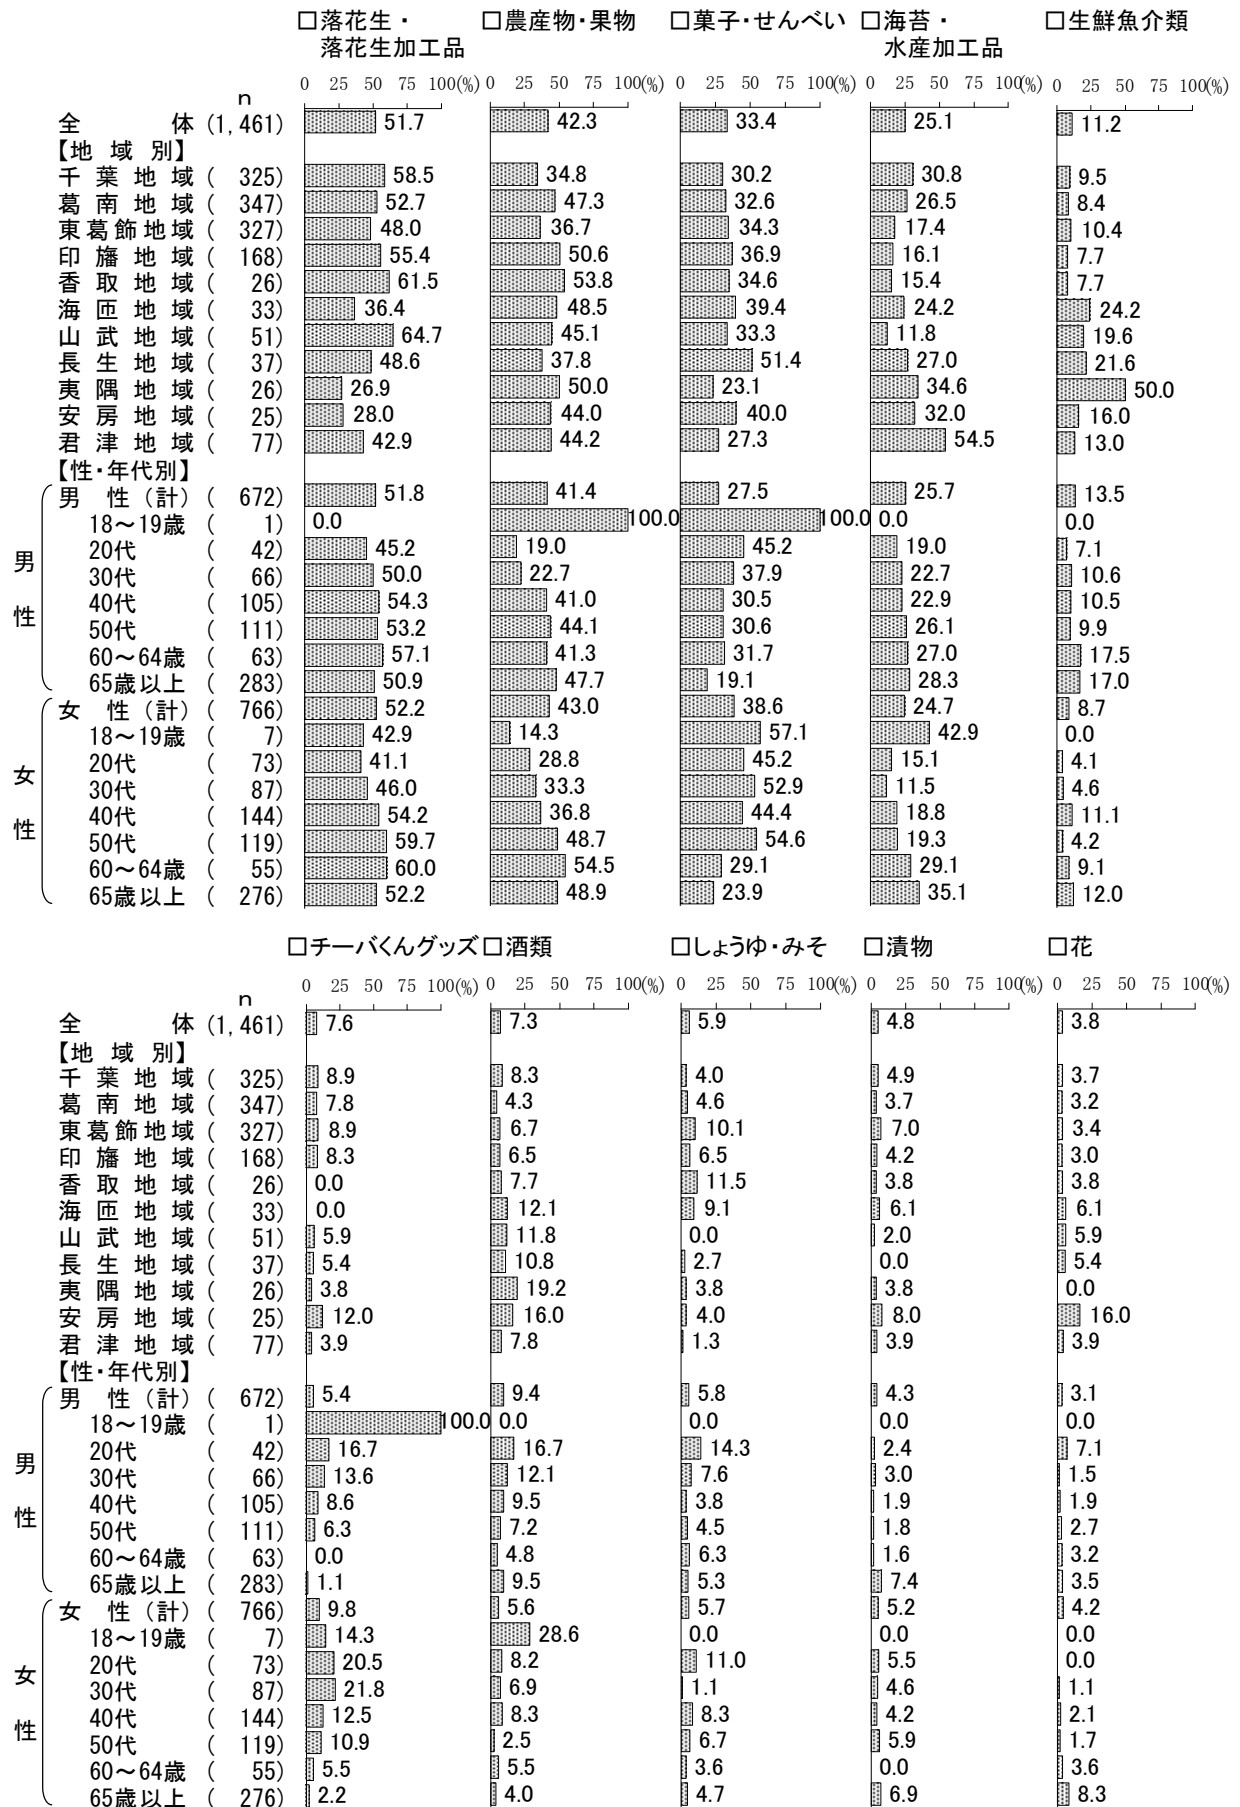 □落花生・ □農産物・果物 □菓子・せんべい □海苔・ □生鮮魚介類
落花生加工品 水産加工品
0 25 50 75 100(%) 0 25 50 75 100(%) 0 25 50 75 100(%) 0 25 50 75 100(%) 0 25 50 75 100(%)
n
全体 (1,461) 51.7 42.3 33.4 25.1 11.2
【地域別】
千葉地域 ( 325) 58.5 34.8 30.2 30.8 9.5
葛南地域 ( 347) 52.7 47.3 32.6 26.5 8.4
東葛飾地域 ( 327) 48.0 36.7 34.3 17.4 10.4
印旛地域 ( 168) 55.4 50.6 36.9 16.1 7.7
香取地域 ( 26) 61.5 53.8 34.6 15.4 7.7
海匝地域 ( 33) 36.4 48.5 39.4 24.2 24.2
山武地域 ( 51) 64.7 45.1 33.3 11.8 19.6
長生地域 ( 37) 48.6 37.8 51.4 27.0 21.6
夷隅地域 ( 26) 26.9 50.0 23.1 34.6 50.0
安房地域 ( 25) 28.0 44.0 40.0 32.0 16.0
君津地域 ( 77) 42.9 44.2 27.3 54.5 13.0
【性・年代別】
男性(計) ( 672) 51.8 41.4 27.5 25.7 13.5
18～19歳 ( 1) 0.0 100.0 100.0 0.0 0.0
20代 ( 42) 45.2 19.0 45.2 19.0 7.1
男
30代 ( 66) 50.0 22.7 37.9 22.7 10.6
40代 ( 105) 54.3 41.0 30.5 22.9 10.5
性
50代 ( 111) 53.2 44.1 30.6 26.1 9.9
60～64歳 ( 63) 57.1 41.3 31.7 27.0 17.5
65歳以上 ( 283) 50.9 47.7 19.1 28.3 17.0
女性(計) ( 766) 52.2 43.0 38.6 24.7 8.7
18～19歳 ( 7) 42.9 14.3 57.1 42.9 0.0
20代 ( 73) 41.1 28.8 45.2 15.1 4.1
女
30代 ( 87) 46.0 33.3 52.9 11.5 4.6
40代 ( 144) 54.2 36.8 44.4 18.8 11.1
性
50代 ( 119) 59.7 48.7 54.6 19.3 4.2
60～64歳 ( 55) 60.0 54.5 29.1 29.1 9.1
65歳以上 ( 276) 52.2 48.9 23.9 35.1 12.0
□チーバくんグッズ □酒類 □しょうゆ・みそ □漬物 □花
0 25 50 75 100(%) 0 25 50 75 100(%) 0 25 50 75 100(%) 0 25 50 75 100(%) 0 25 50 75 100(%)
n
全体 (1,461) 7.6 7.3 5.9 4.8 3.8
【地域別】
千葉地域 ( 325) 8.9 8.3 4.0 4.9 3.7
葛南地域 ( 347) 7.8 4.3 4.6 3.7 3.2
東葛飾地域 ( 327) 8.9 6.7 10.1 7.0 3.4
印旛地域 ( 168) 8.3 6.5 6.5 4.2 3.0
香取地域 ( 26) 0.0 7.7 11.5 3.8 3.8
海匝地域 ( 33) 0.0 12.1 9.1 6.1 6.1
山武地域 ( 51) 5.9 11.8 0.0 2.0 5.9
長生地域 ( 37) 5.4 10.8 2.7 0.0 5.4
夷隅地域 ( 26) 3.8 19.2 3.8 3.8 0.0
安房地域 ( 25) 12.0 16.0 4.0 8.0 16.0
君津地域 ( 77) 3.9 7.8 1.3 3.9 3.9
【性・年代別】
男性(計) ( 672) 5.4 9.4 5.8 4.3 3.1
18～19歳 ( 1) 100.0 0.0 0.0 0.0 0.0
20代 ( 42) 16.7 16.7 14.3 2.4 7.1
男
30代 ( 66) 13.6 12.1 7.6 3.0 1.5
40代 ( 105) 8.6 9.5 3.8 1.9 1.9
性
50代 ( 111) 6.3 7.2 4.5 1.8 2.7
60～64歳 ( 63) 0.0 4.8 6.3 1.6 3.2
65歳以上 ( 283) 1.1 9.5 5.3 7.4 3.5
女性(計) ( 766) 9.8 5.6 5.7 5.2 4.2
18～19歳 ( 7) 14.3 28.6 0.0 0.0 0.0
20代 ( 73) 20.5 8.2 11.0 5.5 0.0
女
30代 ( 87) 21.8 6.9 1.1 4.6 1.1
40代 ( 144) 12.5 8.3 8.3 4.2 2.1
性
50代 ( 119) 10.9 2.5 6.7 5.9 1.7
60～64歳 ( 55) 5.5 5.5 3.6 0.0 3.6
65歳以上 ( 276) 2.2 4.0 4.7 6.9 8.3